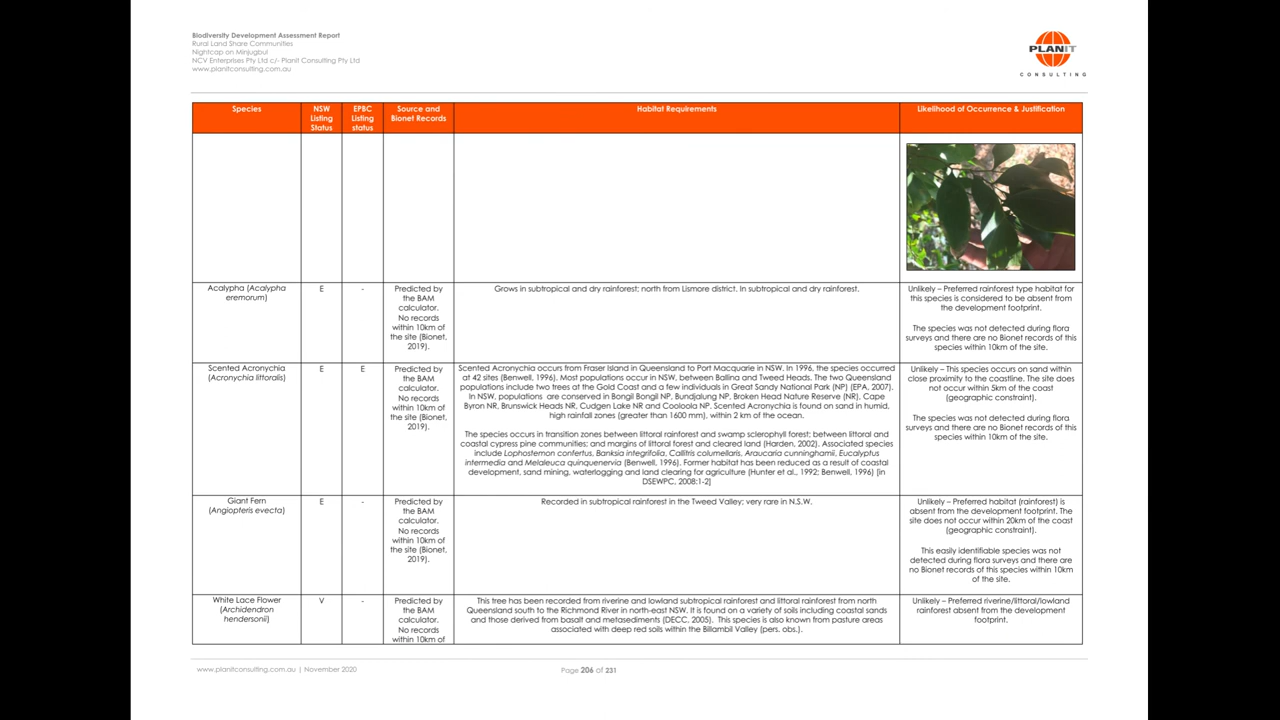 Biodiversity Development Assessment Report
Rural Land Share Communities
Nightcap on Minjugbul
NCV Enterprises Pty Ltd c/- Planit Consulting Pty Ltd
www.planitconsulting.com.au
PLANIT
CONSULTING
Species
NSW
Listing
Status
EPBC
Listing
status
Source and
Bionet Records
Habitat Requirements
Likelihood of Occurrence & Justification
Acalypha (Acalypha
eremorum)
E
-
Predicted by
the BAM
calculator.
No records
within 10km of
the site (Bionet,
2019).
Grows in subtropical and dry rainforest; north from Lismore district. In subtropical and dry rainforest.
Unlikely – Preferred rainforest type habitat for
this species is considered to be absent from
the development footprint.
The species was not detected during flora
surveys and there are no Bionet records of this
species within 10km of the site.
Scented Acronychia
(Acronychia littoralis)
E
E
Predicted by
the BAM
calculator.
No records
within 10km of
the site (Bionet,
2019).
Scented Acronychia occurs from Fraser Island in Queensland to Port Macquarie in NSW. In 1996, the species occurred
at 42 sites (Benwell, 1996). Most populations occur in NSW, between Ballina and Tweed Heads. The two Queensland
populations include two trees at the Gold Coast and a few individuals in Great Sandy National Park (NP) (EPA, 2007).
In NSW, populations are conserved in Bongil Bongil NP, Bundjalung NP, Broken Head Nature Reserve (NR), Cape
Byron NR, Brunswick Heads NR, Cudgen Lake NR and Cooloola NP. Scented Acronychia is found on sand in humid,
high rainfall zones (greater than 1600 mm), within 2 km of the ocean.
The species occurs in transition zones between littoral rainforest and swamp sclerophyll forest; between littoral and
coastal cypress pine communities; and margins of littoral forest and cleared land (Harden, 2002). Associated species
include Lophostemon confertus, Banksia integrifolia, Callitris columellaris, Araucaria cunninghamii, Eucalyptus
intermedia and Melaleuca quinquenervia (Benwell, 1996). Former habitat has been reduced as a result of coastal
development, sand mining, waterlogging and land clearing for agriculture (Hunter et al., 1992; Benwell, 1996) [in
DSEWPC, 2008:1-2]
Unlikely – This species occurs on sand within
close proximity to the coastline. The site does
not occur within 5km of the coast
(geographic constraint).
The species was not detected during flora
surveys and there are no Bionet records of this
species within 10km of the site.
Giant Fern
(Angiopteris evecta)
E
-
Predicted by
the BAM
calculator.
No records
within 10km of
the site (Bionet,
2019).
Recorded in subtropical rainforest in the Tweed Valley; very rare in N.S.W.
Unlikely – Preferred habitat (rainforest) is
absent from the development footprint. The
site does not occur within 20km of the coast
(geographic constraint).
This easily identifiable species was not
detected during flora surveys and there are
no Bionet records of this species within 10km
of the site.
White Lace Flower
(Archidendron
hendersonii)
V
-
Predicted by
the BAM
calculator.
No records
within 10km of
This tree has been recorded from riverine and lowland subtropical rainforest and littoral rainforest from north
Queensland south to the Richmond River in north-east NSW. It is found on a variety of soils including coastal sands
and those derived from basalt and metasediments (DECC, 2005). This species is also known from pasture areas
associated with deep red soils within the Billambil Valley (pers. obs.).
Unlikely – Preferred riverine/littoral/lowland
rainforest absent from the development
footprint.
www.planitconsulting.com.au | November 2020
Page 206 of 231